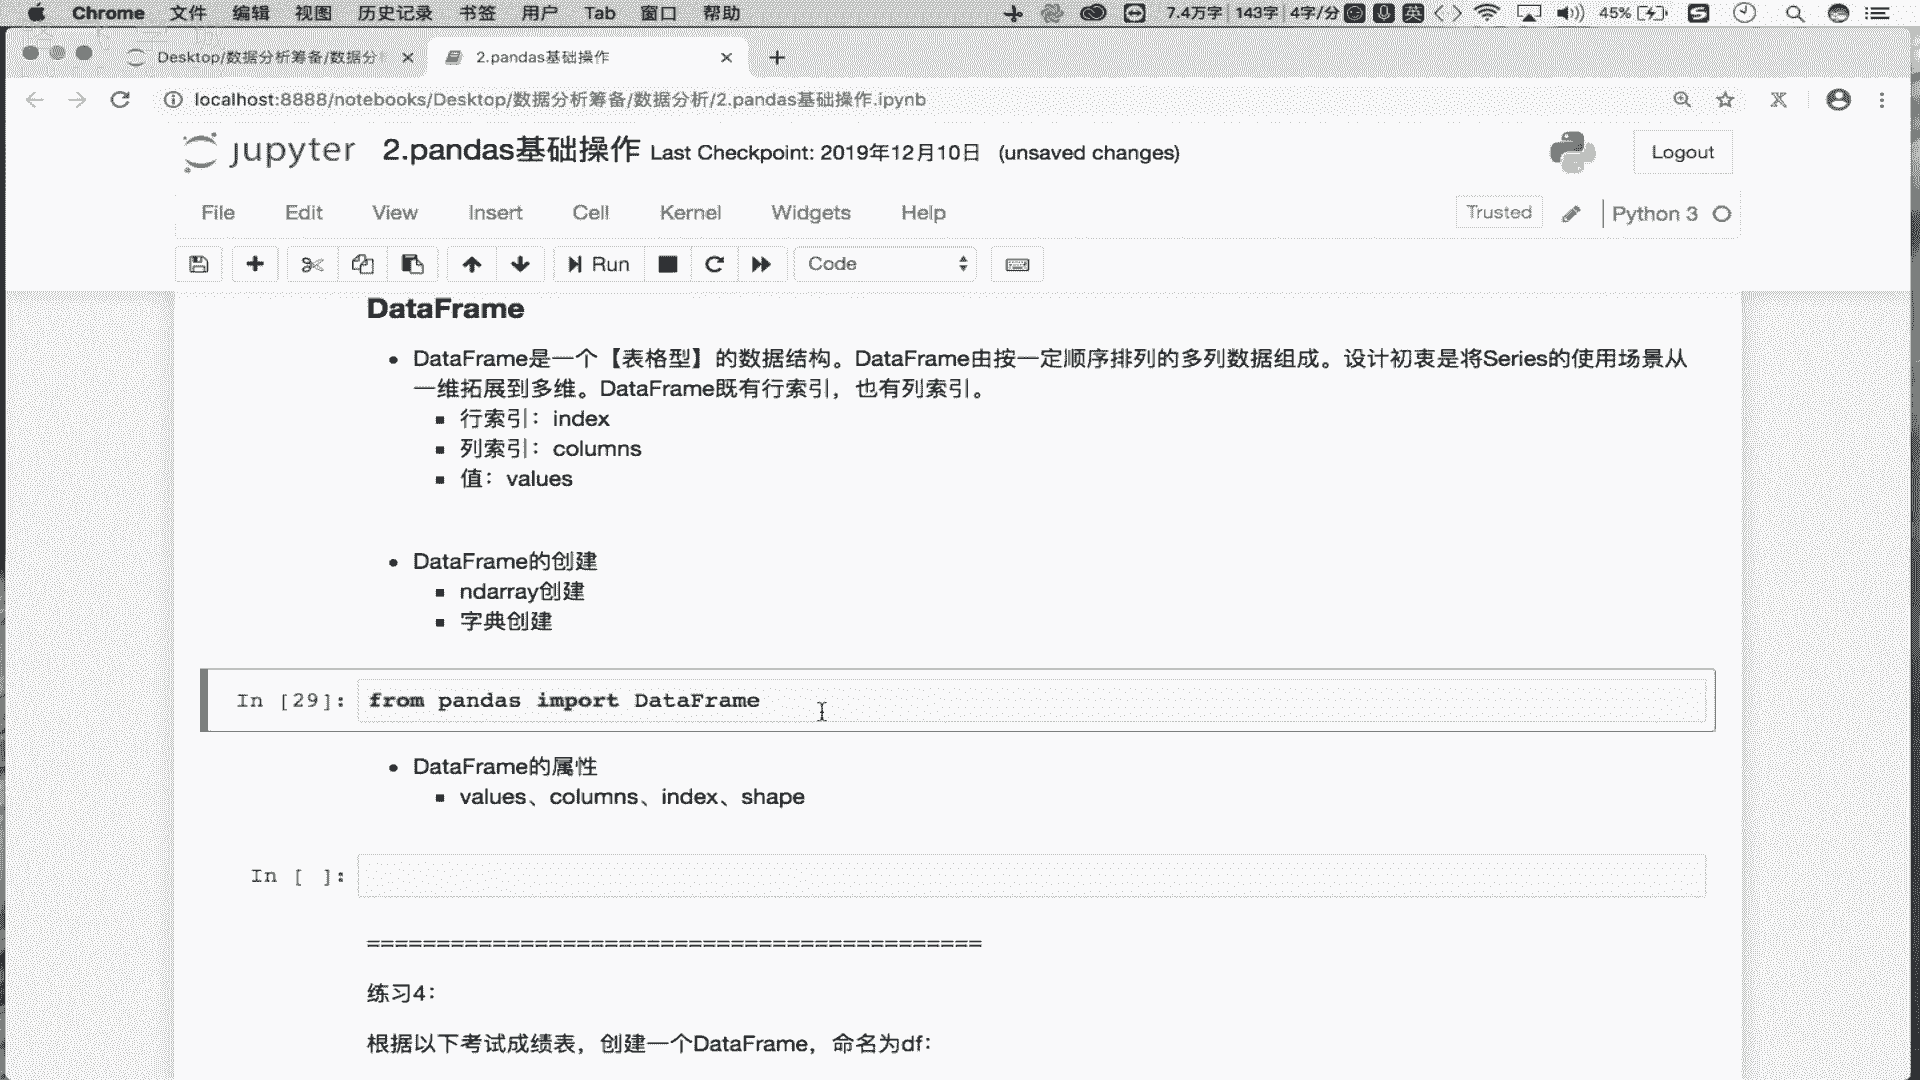 Chrome 文件 编辑 视图 历史记录 书签 用户 Tab 窗口 帮助 7.4万字 143字 4字/分 英 45%
Desktop/数据分析筹备/数据分 2.pandas基础操作
localhost:8888/notebooks/Desktop/数据分析筹备/数据分析/2.pandas基础操作.ipynb
jupyter 2.pandas基础操作 Last Checkpoint: 2019年12月10日 (unsaved changes) Logout
File Edit View Insert Cell Kernel Widgets Help Trusted Python 3
Run Code
DataFrame
DataFrame是一个【表格型】的数据结构。DataFrame由按一定顺序排列的多列数据组成。设计初衷是将Series的使用场景从
一维拓展到多维。DataFrame既有行索引，也有列索引。
行索引：index
列索引：columns
值：values
DataFrame的创建
ndarray创建
字典创建
In [29]: from pandas import DataFrame
DataFrame的属性
values、columns、index、shape
In [ ]:
============================================
练习4：
根据以下考试成绩表，创建一个DataFrame，命名为df：